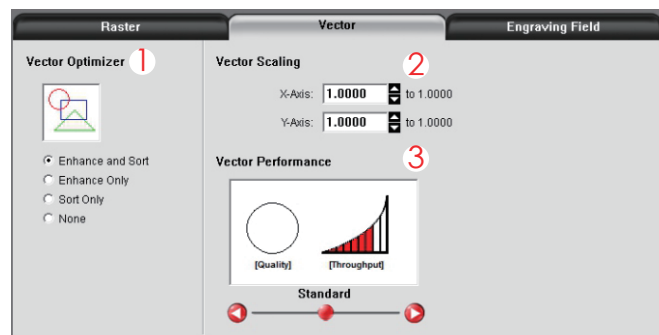 Raster
Vector
Engraving Field
Vector Optimizer
1
Enhance and Sort
Enhance Only
Sort Only
None
Vector Scaling
2
X-Axis: 1.0000 to 1.0000
Y-Axis: 1.0000 to 1.0000
Vector Performance
3
[Quality]
[Throughput]
Standard